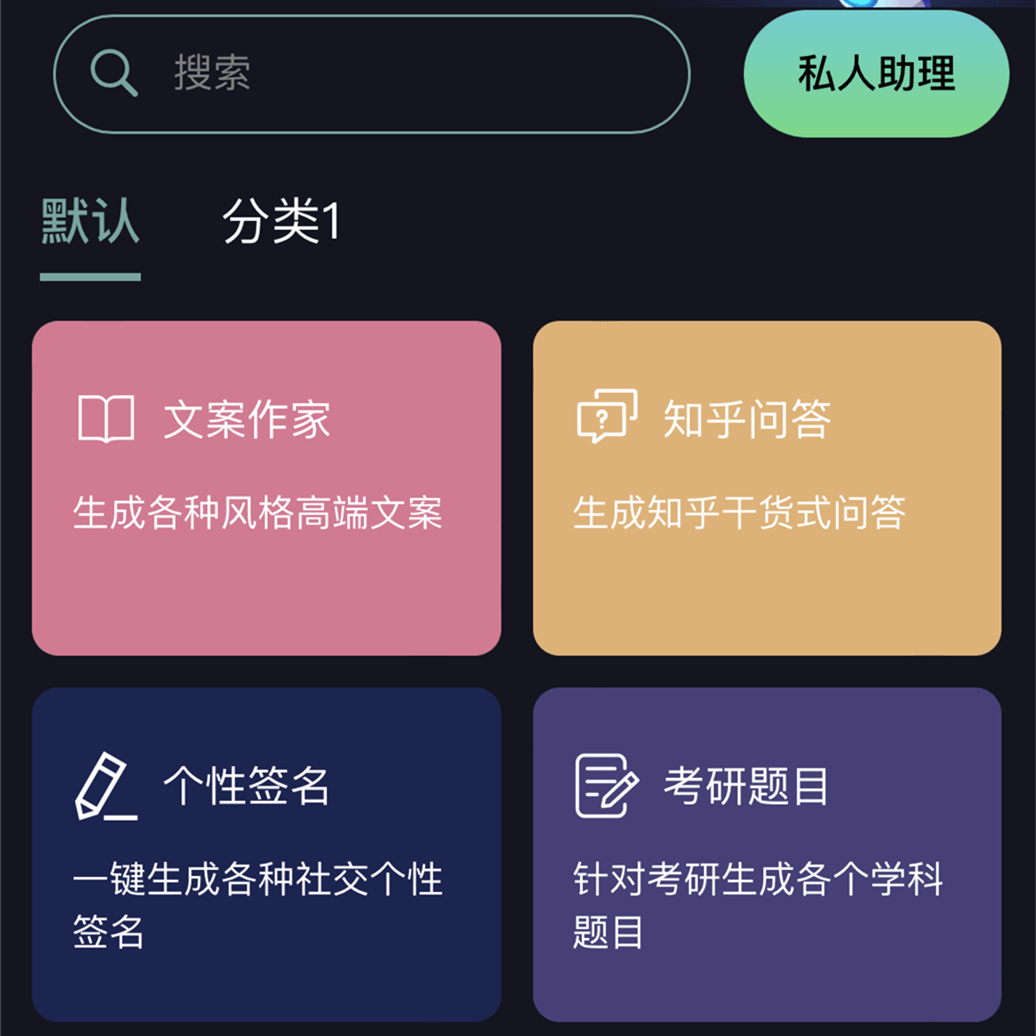 搜索
私人助理
默认
分类1
文案作家
生成各种风格高端文案
知乎问答
生成知乎干货式问答
个性签名
一键生成各种社交个性
签名
考研题目
针对考研生成各个学科
题目